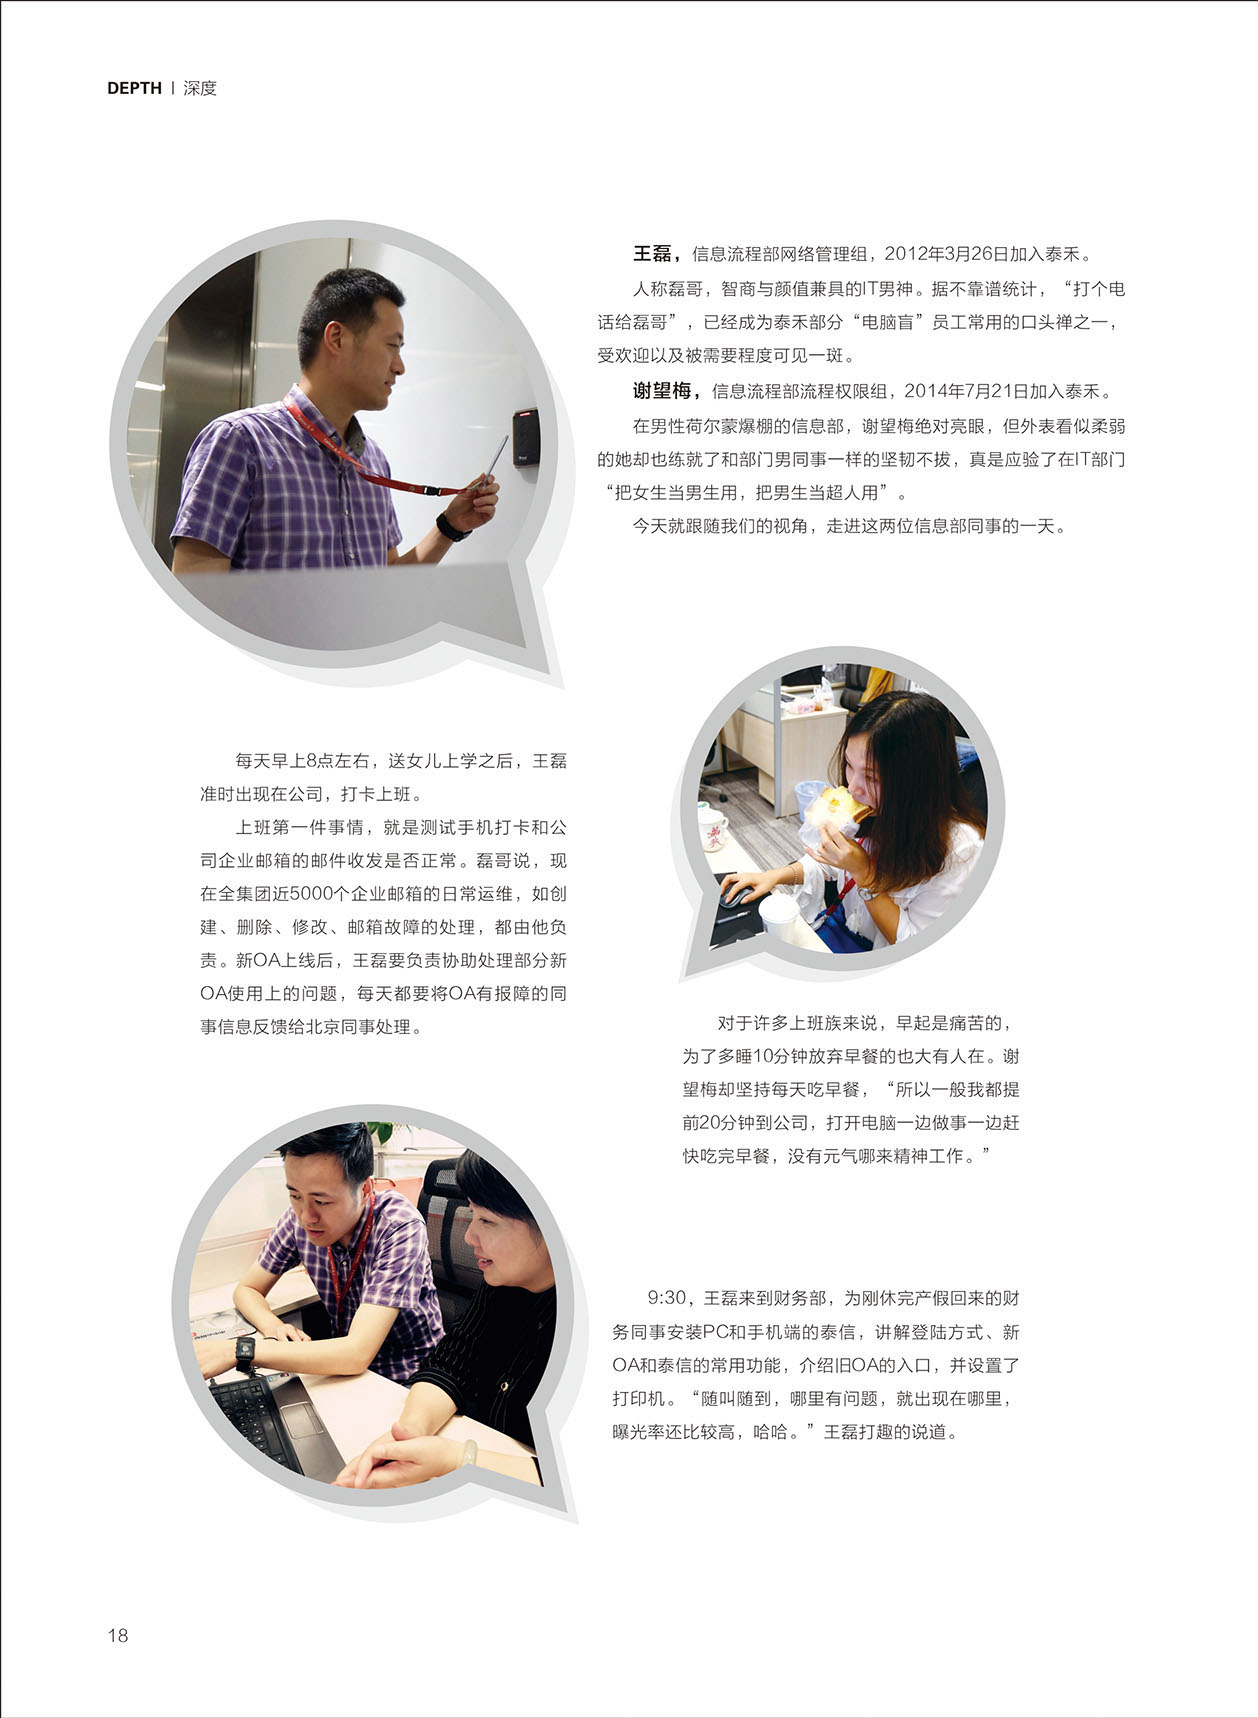 DEPTH | 深度
王磊，信息流程部网络管理组，2012年3月26日加入泰禾。
人称磊哥，智商与颜值兼具的IT男神。据不靠谱统计，“打个电
话给磊哥”，已经成为泰禾部分“电脑盲”员工常用的口头禅之一，
受欢迎以及被需要程度可见一斑。
谢望梅，信息流程部流程权限组，2014年7月21日加入泰禾。
在男性荷尔蒙爆棚的信息部，谢望梅绝对亮眼，但外表看似柔弱
的她却也练就了和部门男同事一样的坚韧不拔，真是应验了在IT部门
“把女生当男生用，把男生当超人用”。
今天就跟随我们的视角，走进这两位信息部同事的一天。
每天早上8点左右，送女儿上学之后，王磊
准时出现在公司，打卡上班。
上班第一件事情，就是测试手机打卡和公
司企业邮箱的邮件收发是否正常。磊哥说，现
在全集团近5000个企业邮箱的日常运维，如创
建、删除、修改、邮箱故障的处理，都由他负
责。新OA上线后，王磊要负责协助处理部分新
OA使用上的问题，每天都要将OA有报障的同
事信息反馈给北京同事处理。
对于许多上班族来说，早起是痛苦的，
为了多睡10分钟放弃早餐的也大有人在。谢
望梅却坚持每天吃早餐，“所以一般我都提
前20分钟到公司，打开电脑一边做事一边赶
快吃完早餐，没有元气哪来精神工作。”
9:30，王磊来到财务部，为刚休完产假回来的财
务同事安装PC和手机端的泰信，讲解登陆方式、新
OA和泰信的常用功能，介绍旧OA的入口，并设置了
打印机。“随叫随到，哪里有问题，就出现在哪里，
曝光率还比较高，哈哈。”王磊打趣的说道。
18